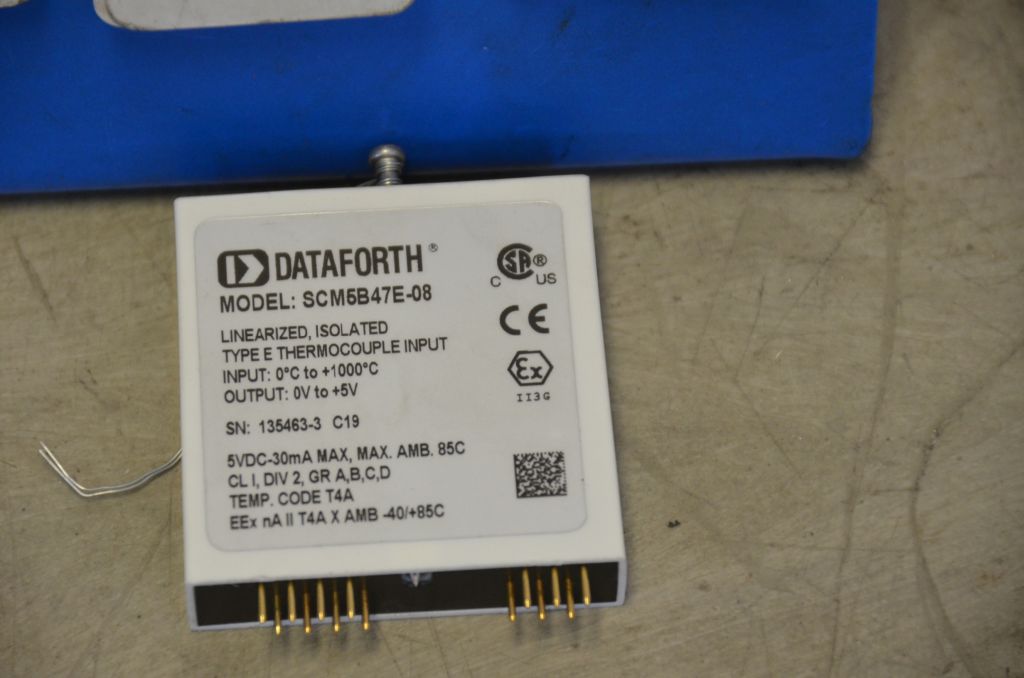 DATAFORTH ®
MODEL: SCM5B47E-08
LINEARIZED, ISOLATED
TYPE E THERMOCOUPLE INPUT
INPUT: 0°C to +1000°C
OUTPUT: 0V to +5V
SN: 135463-3 C19
5VDC-30mA MAX, MAX. AMB. 85C
CL I, DIV 2, GR A,B,C,D
TEMP. CODE T4A
EEx nA II T4A X AMB -40/+85C
SA ®
C US
CE
Ex
II3G